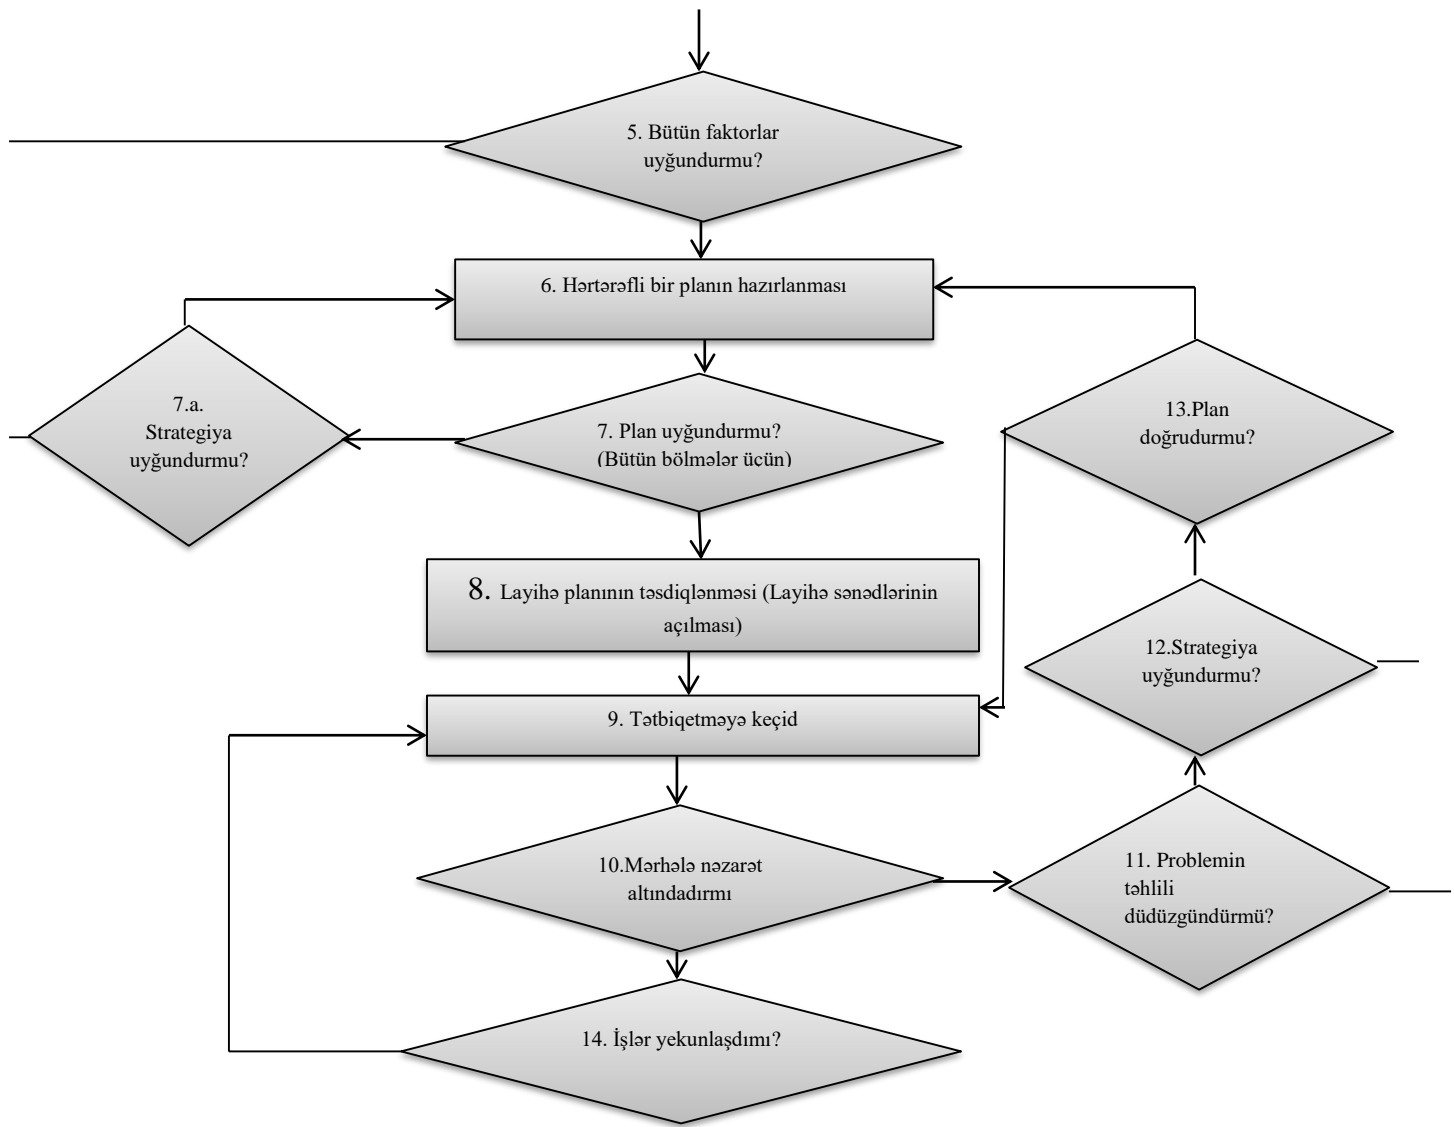 5. Bütün faktorlar
uyğundurmu?
6. Hərtərəfli bir planın hazırlanması
7.a.
Strategiya
uyğundurmu?
7. Plan uyğundurmu?
(Bütün bölmələr üçün)
13.Plan
doğrudurmu?
8. Layihə planının təsdiqlənməsi (Layihə sənədlərinin
açılması)
12.Strategiya
uyğundurmu?
9. Tətbiqetməyə keçid
10.Mərhələ nəzarət
altındadırmı
11. Problemin
təhlili
düdüzgündürmü?
14. İşlər yekunlaşdımı?